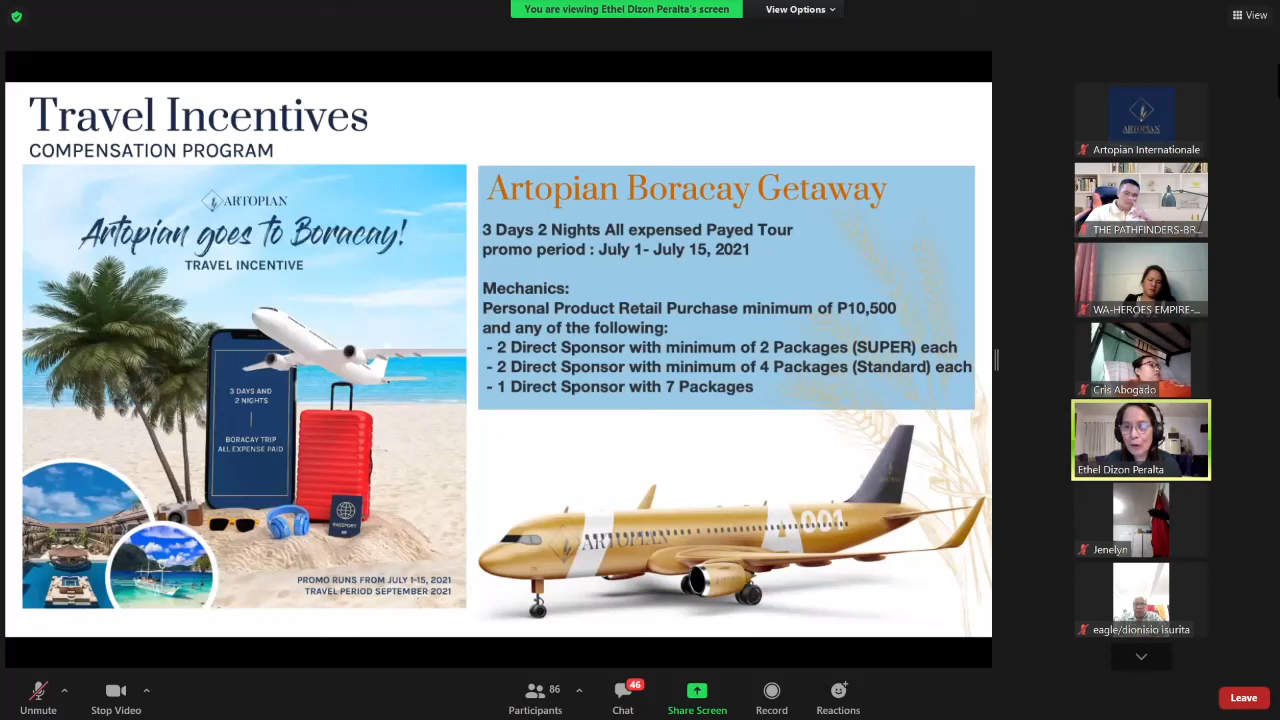 You are viewing Ethel Dizon Peralta's screen
View Options
View
Travel Incentives
COMPENSATION PROGRAM
ARTOPIAN
Artopian goes to Boracay!
TRAVEL INCENTIVE
3 DAYS AND
2 NIGHTS
BORACAY TRIP
ALL EXPENSE PAID
PASSPORT
PROMO RUNS FROM JULY 1-15, 2021
TRAVEL PERIOD SEPTEMBER 2021
Artopian Boracay Getaway
3 Days 2 Nights All expensed Payed Tour
promo period : July 1- July 15, 2021
Mechanics:
Personal Product Retail Purchase minimum of P10,500
and any of the following:
- 2 Direct Sponsor with minimum of 2 Packages (SUPER) each
- 2 Direct Sponsor with minimum of 4 Packages (Standard) each
- 1 Direct Sponsor with 7 Packages
ARTOPIAN
A 001
ARTOPIAN
Artopian Internationale
THE PATHFINDERS-BR...
WA-HEROES EMPIRE-...
Cris Abogado
Ethel Dizon Peralta
Jenelyn
eagle/dionisio isurita
Unmute
Stop Video
86
Participants
46
Chat
Share Screen
Record
Reactions
Leave